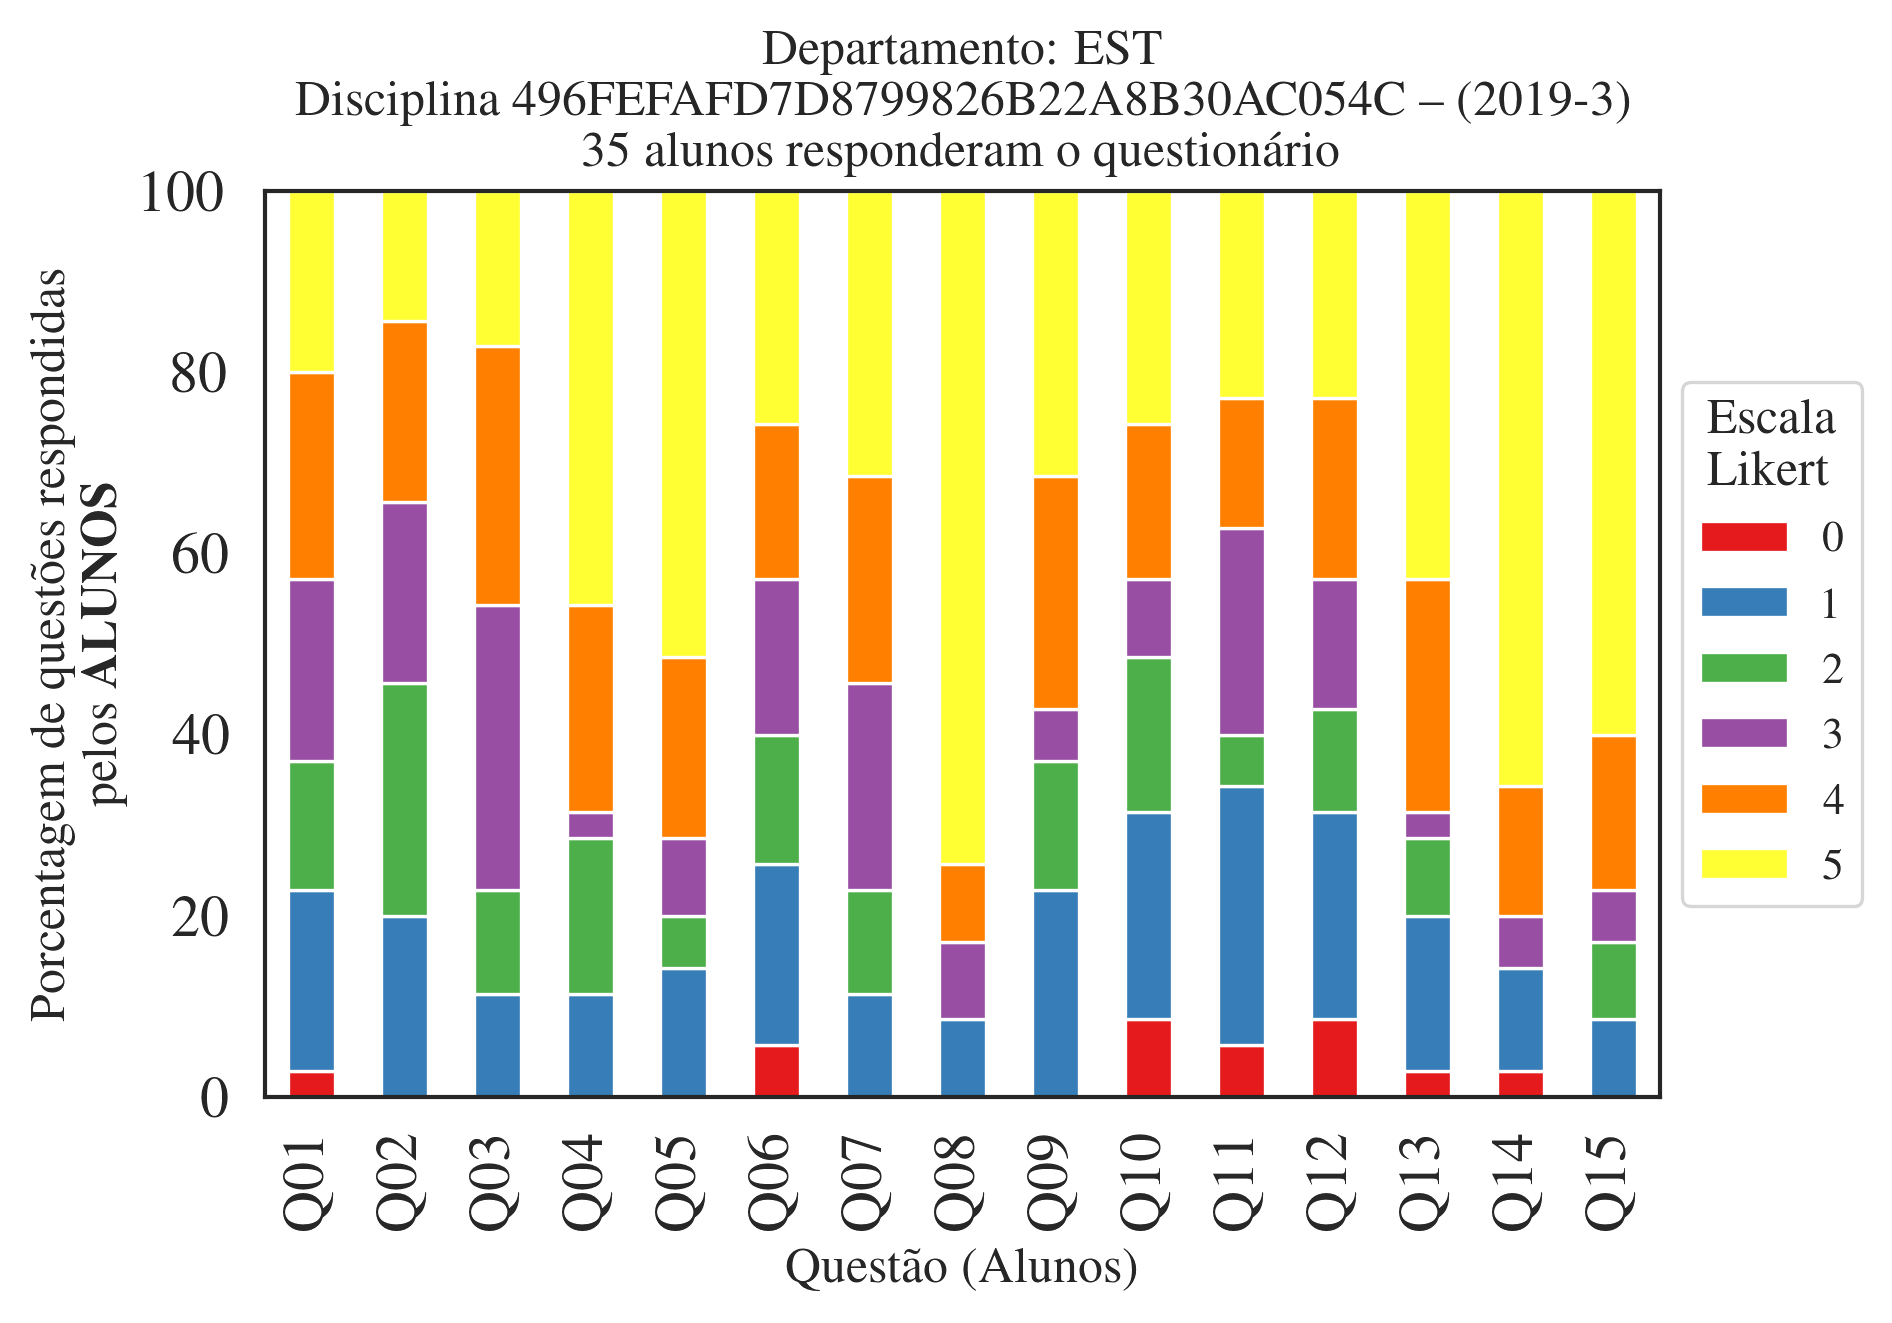 Departamento: EST
Disciplina 496FEFAFD7D8799826B22A8B30AC054C – (2019-3)
35 alunos responderam o questionário
Porcentagem de questões respondidas
pelos ALUNOS
100
80
60
40
20
0
Q01
Q02
Q03
Q04
Q05
Q06
Q07
Q08
Q09
Q10
Q11
Q12
Q13
Q14
Q15
Questão (Alunos)
Escala
Likert
0
1
2
3
4
5